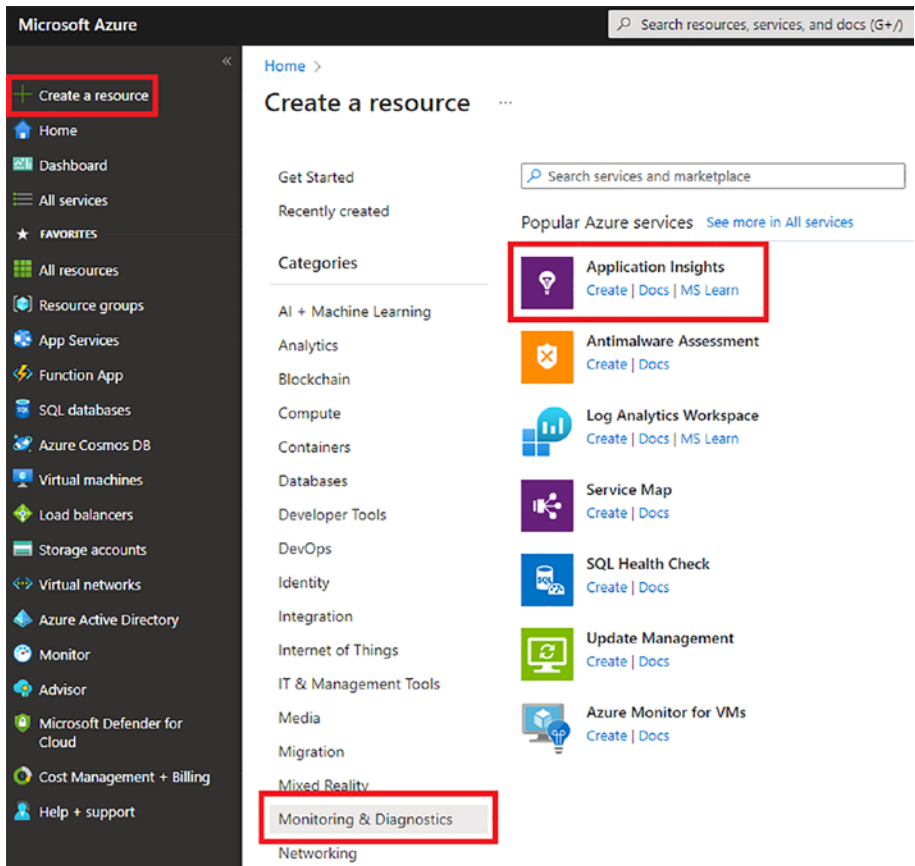 Microsoft Azure
Search resources, services, and docs (G+/)
«
Create a resource
Home
Dashboard
All services
FAVORITES
All resources
Resource groups
App Services
Function App
SQL databases
Azure Cosmos DB
Virtual machines
Load balancers
Storage accounts
Virtual networks
Azure Active Directory
Monitor
Advisor
Microsoft Defender for
Cloud
Cost Management + Billing
Help + support
Home >
Create a resource ...
Get Started
Recently created
Categories
AI + Machine Learning
Analytics
Blockchain
Compute
Containers
Databases
Developer Tools
DevOps
Identity
Integration
Internet of Things
IT & Management Tools
Media
Migration
Mixed Reality
Monitoring & Diagnostics
Networking
Search services and marketplace
Popular Azure services See more in All services
Application Insights
Create | Docs | MS Learn
Antimalware Assessment
Create | Docs
Log Analytics Workspace
Create | Docs | MS Learn
Service Map
Create | Docs
SQL Health Check
Create | Docs
Update Management
Create | Docs
Azure Monitor for VMs
Create | Docs